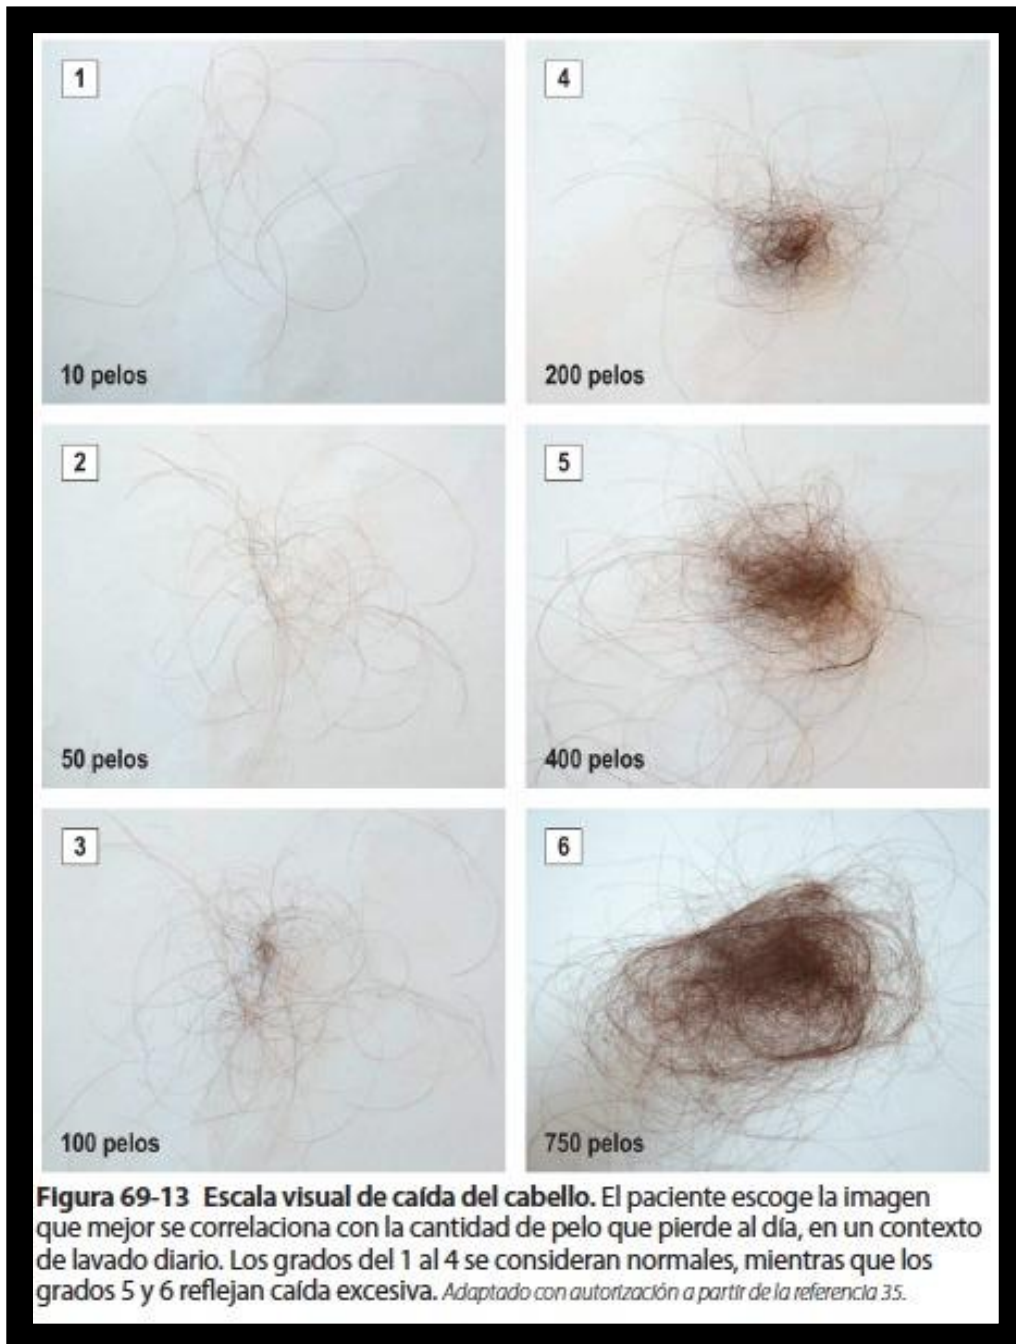 1
10 pelos
4
200 pelos
2
50 pelos
5
400 pelos
3
100 pelos
6
750 pelos
Figura 69-13 Escala visual de caída del cabello. El paciente escoge la imagen
que mejor se correlaciona con la cantidad de pelo que pierde al día, en un contexto
de lavado diario. Los grados del 1 al 4 se consideran normales, mientras que los
grados 5 y 6 reflejan caída excesiva. Adaptado con autorización a partir de la referencia 35.